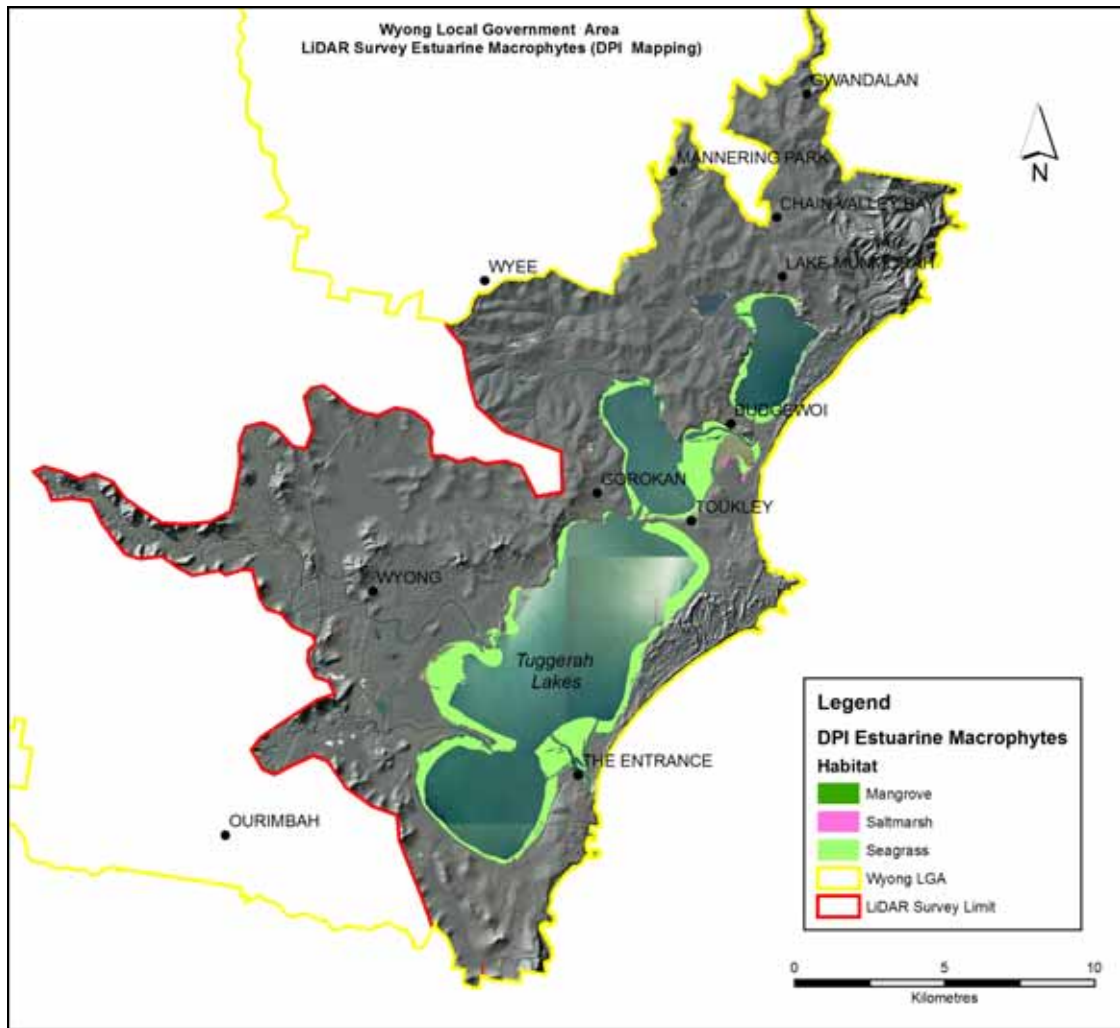 Wyong Local Government Area
LiDAR Survey Estuarine Macrophytes (DPI Mapping)
GWANDALAN
N
MANNERING PARK
CHAIN VALLEY BAY
WYEE
LAKE MUNMORAH
BUDGEWOI
GOROKAN
TOUKLEY
WYONG
Tuggerah
Lakes
THE ENTRANCE
OURIMBAH
Legend
DPI Estuarine Macrophytes
Habitat
Mangrove
Saltmarsh
Seagrass
Wyong LGA
LiDAR Survey Limit
0 5 10
Kilometres